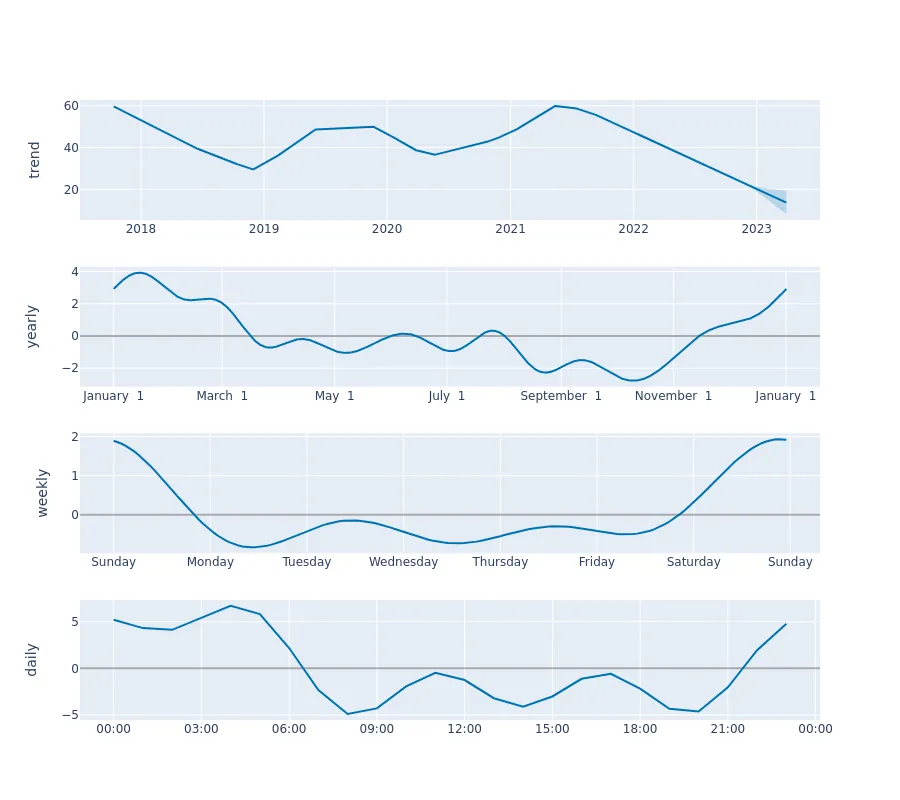 trend
60
40
20
2018 2019 2020 2021 2022 2023
yearly
4
2
0
−2
January 1 March 1 May 1 July 1 September 1 November 1 January 1
weekly
2
1
0
Sunday Monday Tuesday Wednesday Thursday Friday Saturday Sunday
daily
5
0
−5
00:00 03:00 06:00 09:00 12:00 15:00 18:00 21:00 00:00